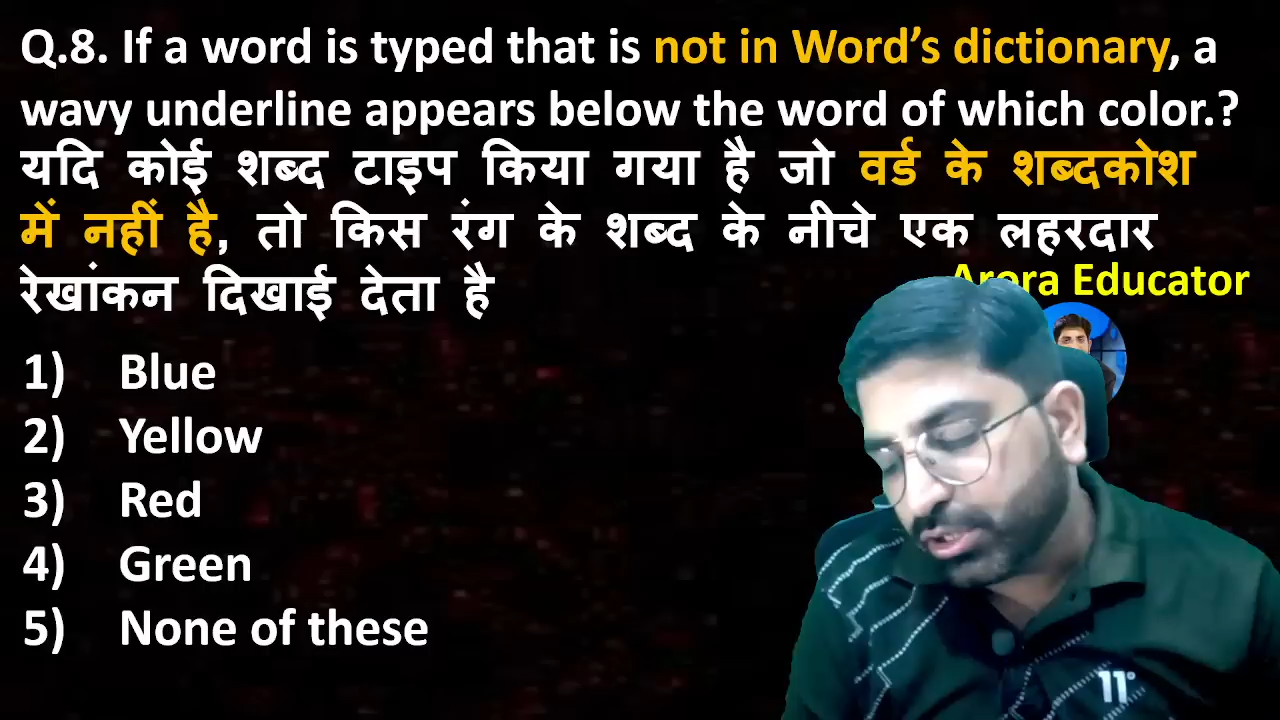 Q.8. If a word is typed that is not in Word's dictionary, a
wavy underline appears below the word of which color.?
यदि कोई शब्द टाइप किया गया है जो वर्ड के शब्दकोश
में नहीं है, तो किस रंग के शब्द के नीचे एक लहरदार
रेखांकन दिखाई देता है
Arora Educator
1) Blue
2) Yellow
3) Red
4) Green
5) None of these
11°